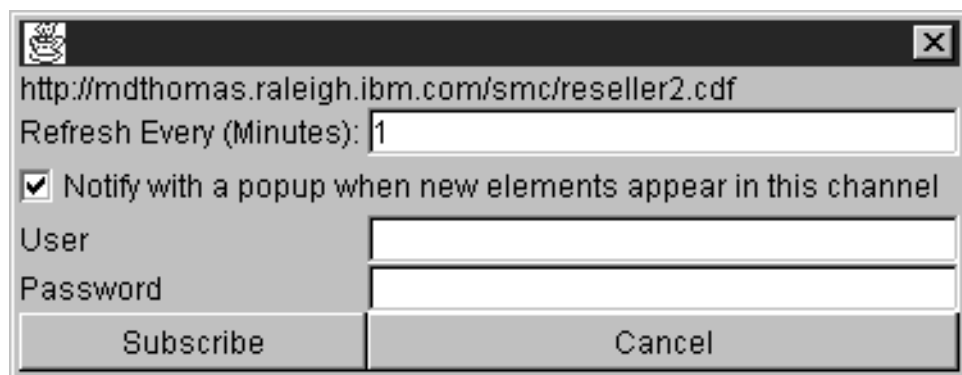 http://mdthomas.raleigh.ibm.com/smc/reseller2.cdf
Refresh Every (Minutes): 1
Notify with a popup when new elements appear in this channel
User
Password
Subscribe Cancel